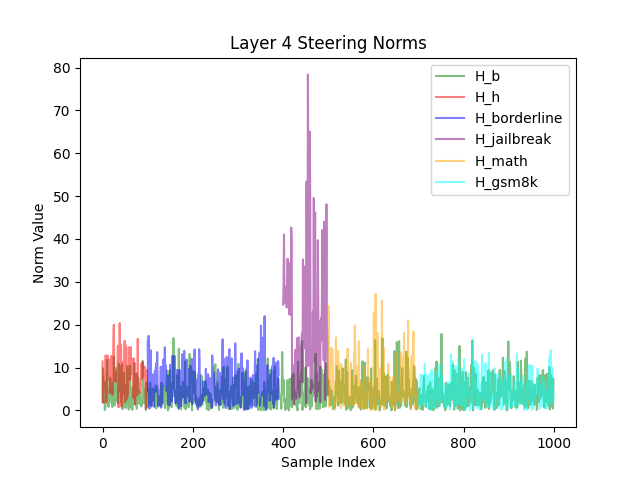 Layer 4 Steering Norms
H_b
H_h
H_borderline
H_jailbreak
H_math
H_gsm8k
Norm Value
80
70
60
50
40
30
20
10
0
0 200 400 600 800 1000
Sample Index